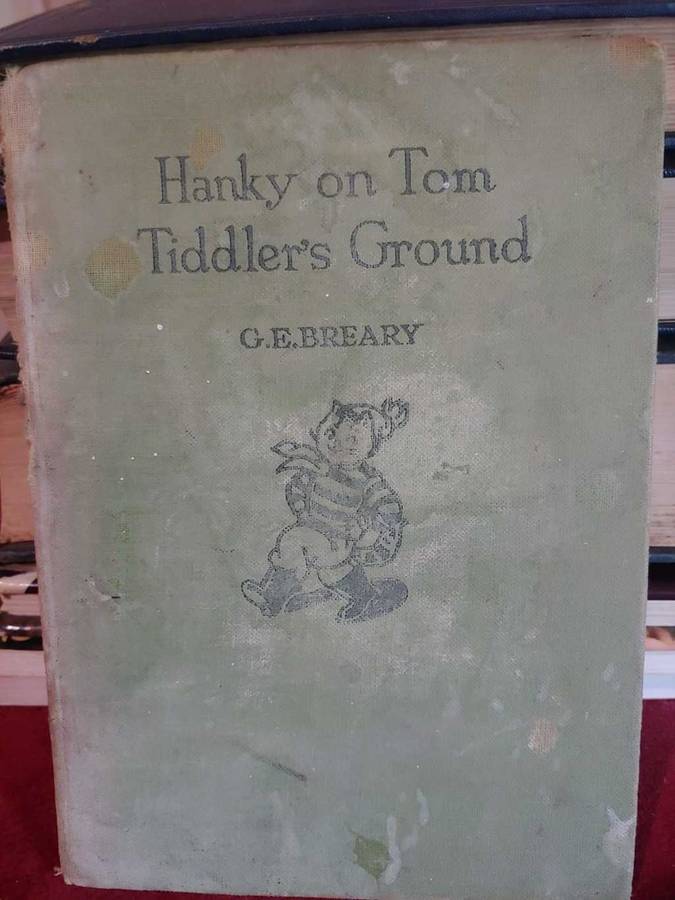 Hanky on Tom
Tiddler's Ground
G.E.BREARY